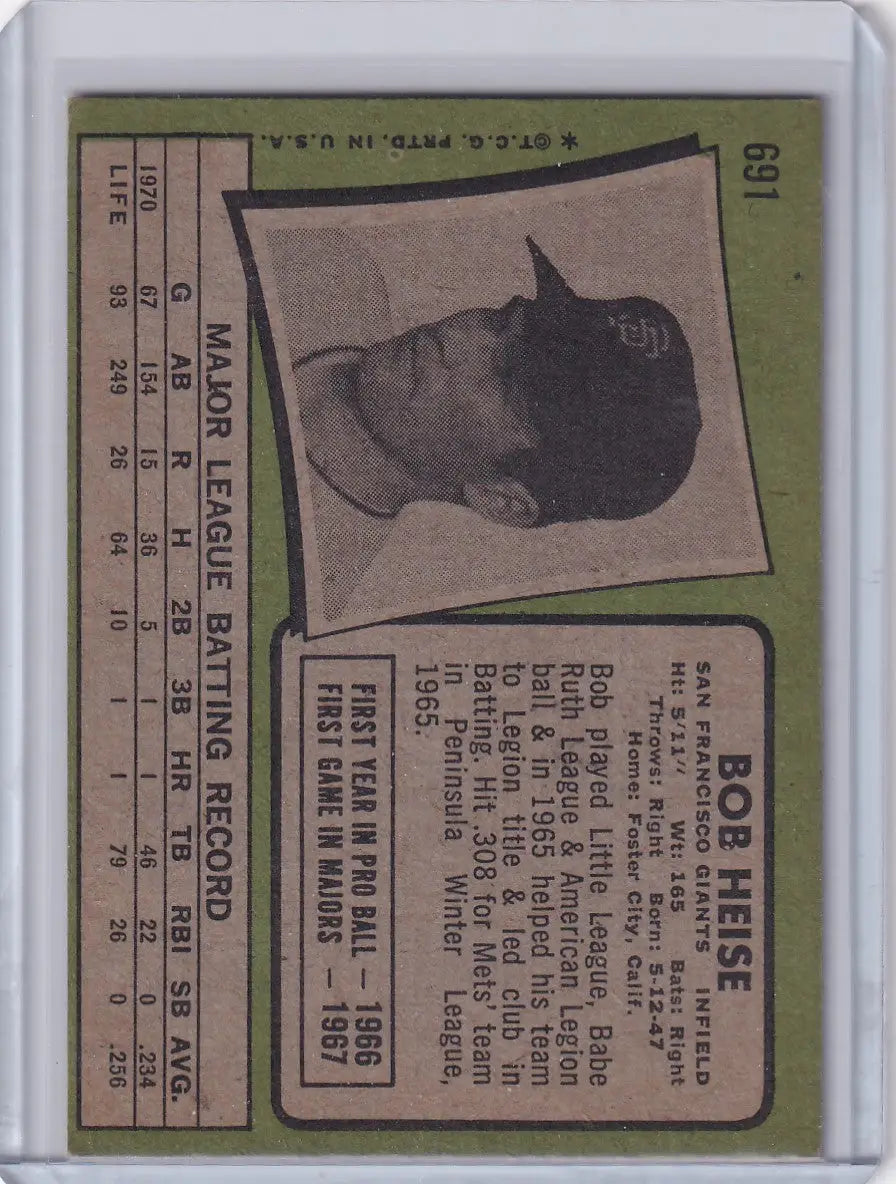 691
*©T.C.G. PRTD. IN U.S.A.
SF
BOB HEISE
SAN FRANCISCO GIANTS INFIELD
Ht: 5'11" Wt: 165 Bats: Right
Throws: Right Born: 5-12-47
Home: Foster City, Calif.
Bob played Little League, Babe
Ruth League & American Legion
ball, & in 1965 helped his team
to Legion title & led club in
Batting. Hit .308 for Mets' team
in Peninsula Winter League,
1965.
FIRST YEAR IN PRO BALL — 1966
FIRST GAME IN MAJORS — 1967
MAJOR LEAGUE BATTING RECORD
G AB R H 2B 3B HR TB RBI SB AVG.
1970 67 154 15 36 5 1 1 46 22 0 .234
LIFE 93 249 26 64 10 1 1 79 26 0 .256